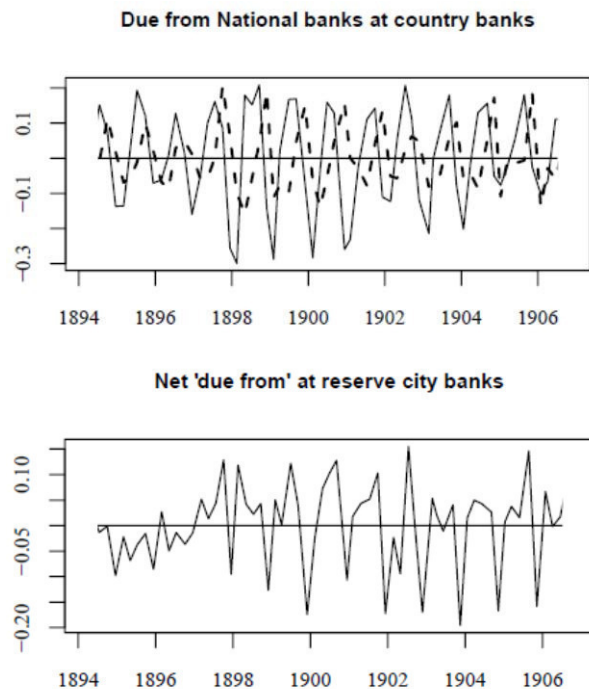 Due from National banks at country banks
0.1
−0.1
−0.3
1894 1896 1898 1900 1902 1904 1906
Net 'due from' at reserve city banks
0.10
−0.05
−0.20
1894 1896 1898 1900 1902 1904 1906